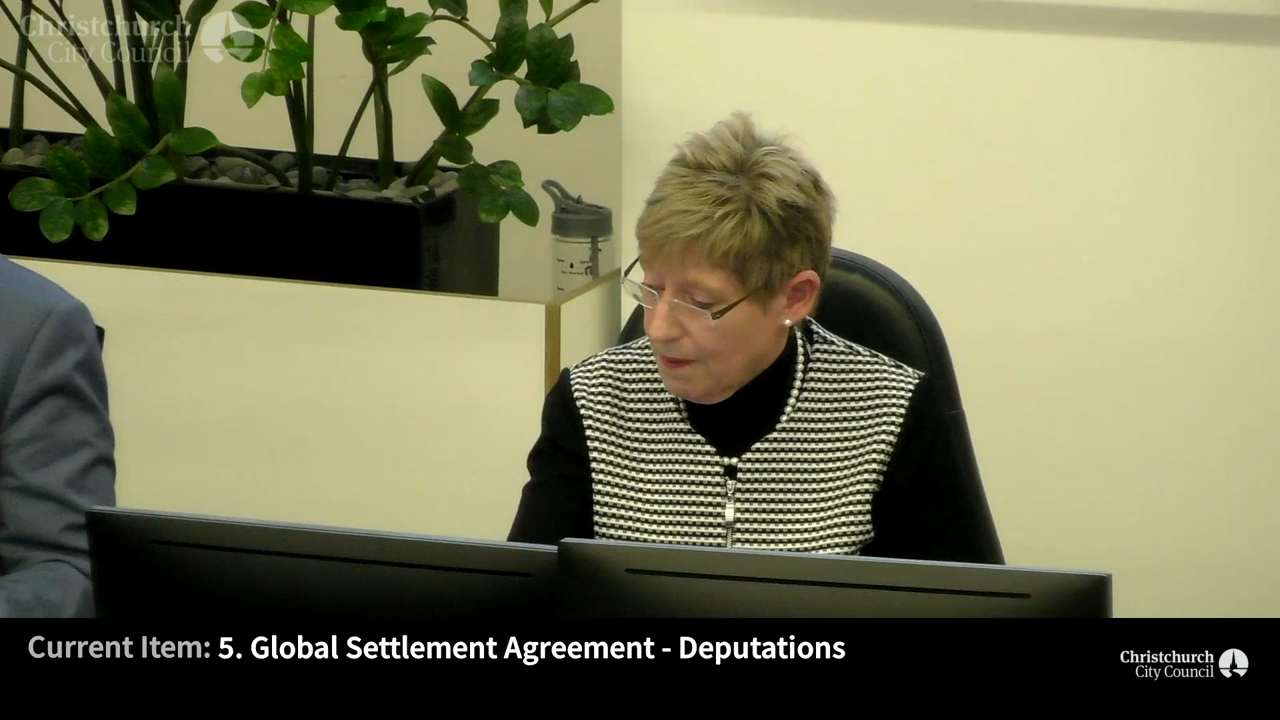 Christchurch
City Council
Current Item: 5. Global Settlement Agreement - Deputations
Christchurch
City Council